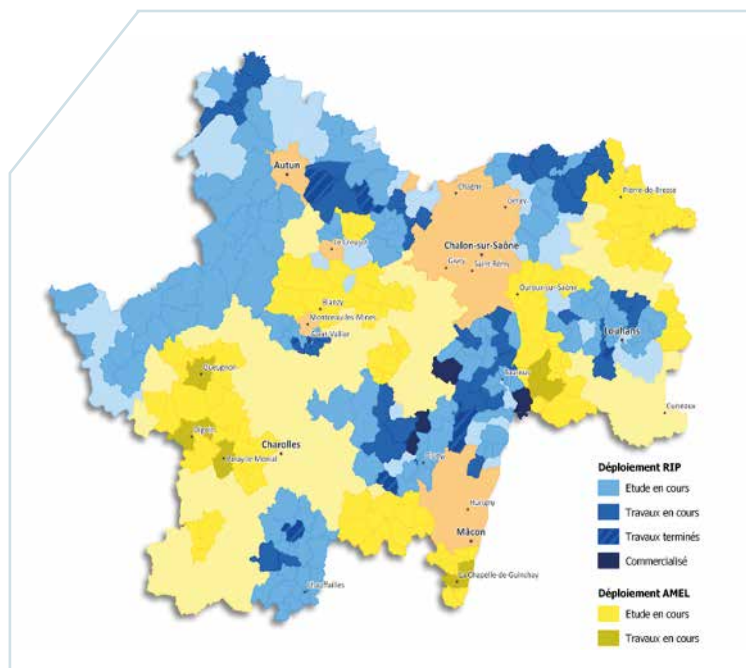 Autun
Chagny
Pierre-de-Bresse
Chalon-sur-Saône
Le Creusot
Givry
Saint Rémy
Ouroux-sur-Saône
Blanzy
Montceau-les-Mines
Saint-Vallier
Louhans
Gueugnon
Tournus
Cuiseaux
Digoin
Charolles
Paray-le-Monial
Cluny
Déploiement RIP
Etude en cours
Hurigny
Travaux en cours
Mâcon
Travaux terminés
Commercialisé
La Chapelle-de-Guinchay
Chauffailles
Déploiement AMEL
Etude en cours
Travaux en cours